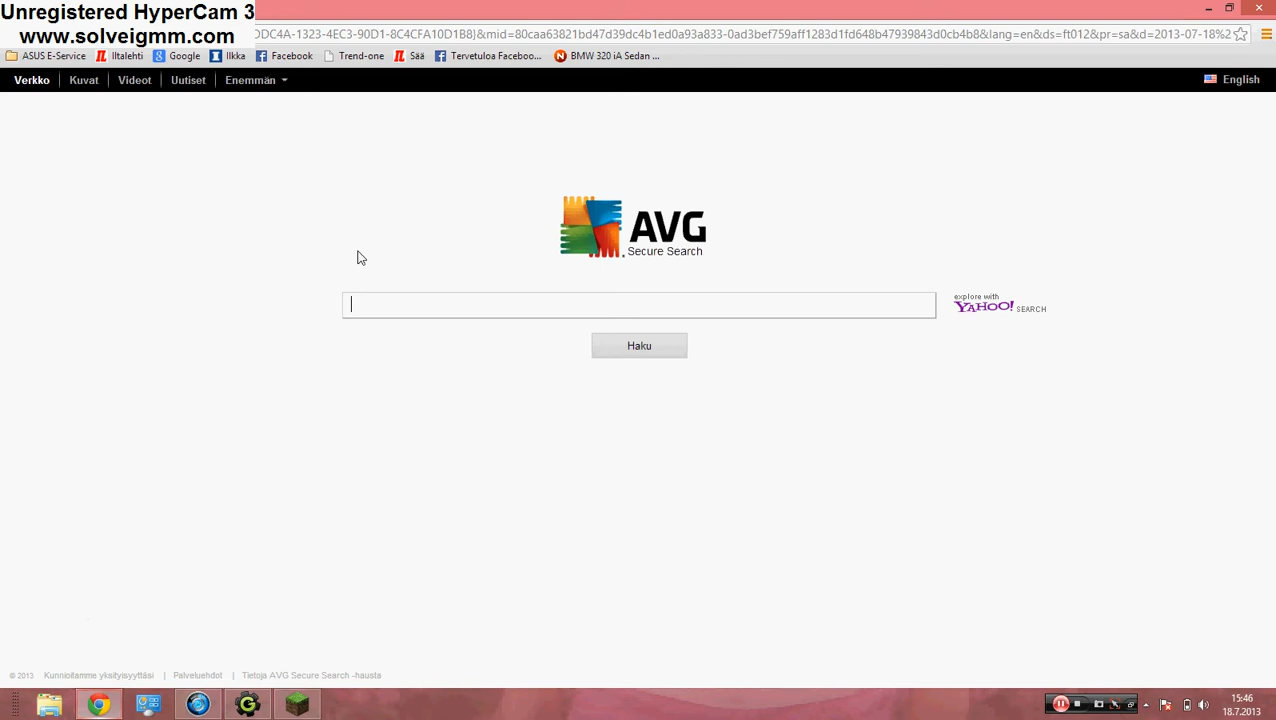 Unregistered HyperCam 3
www.solveigmm.com
DDC4A-1323-4EC3-90D1-8C4CFA10D1B8}&mid=80caa63821bd47d39dc4b1ed0a93a833-0ad3bef759aff1283d1fd648b47939843d0cb4b8&lang=en&ds=ft012&pr=sa&d=2013-07-18%2
ASUS E-Service Iltalehti Google Ilkka Facebook Trend-one Sää Tervetuloa Faceboo... BMW 320 iA Sedan ...
Verkko Kuvat Videot Uutiset Enemmän English
AVG
Secure Search
explore with
YAHOO! SEARCH
Haku
© 2013 Kunnioitamme yksityisyyttäsi | Palveluehdot | Tietoja AVG Secure Search -hausta
15:46
18.7.2013